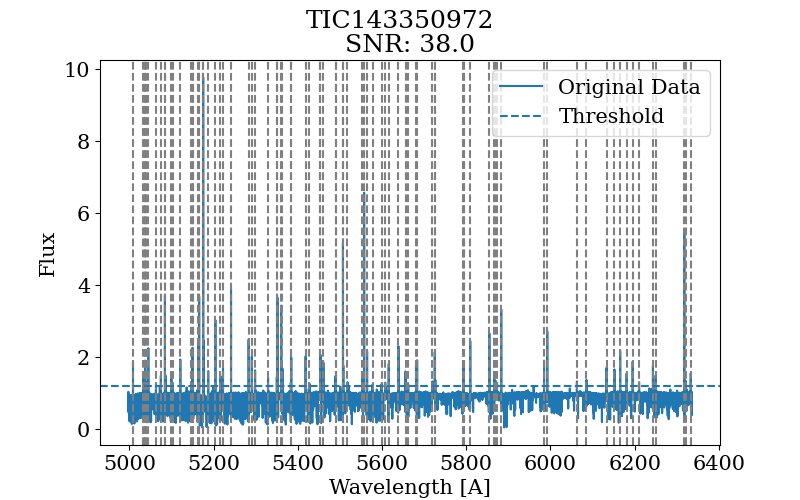 TIC143350972
SNR: 38.0
Original Data
Threshold
10
8
6
4
2
0
Flux
5000 5200 5400 5600 5800 6000 6200 6400
Wavelength [A]